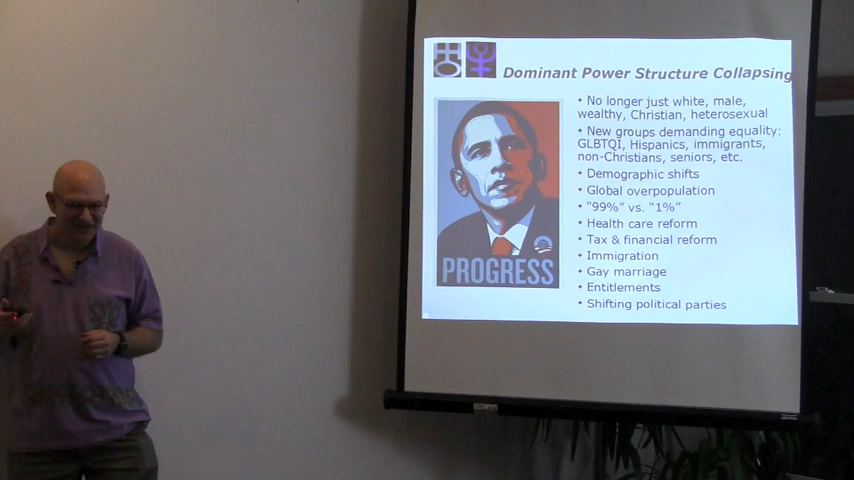 Dominant Power Structure Collapsing
PROGRESS
• No longer just white, male,
wealthy, Christian, heterosexual
• New groups demanding equality:
GLBTQI, Hispanics, immigrants,
non-Christians, seniors, etc.
• Demographic shifts
• Global overpopulation
• “99%” vs. “1%”
• Health care reform
• Tax & financial reform
• Immigration
• Gay marriage
• Entitlements
• Shifting political parties